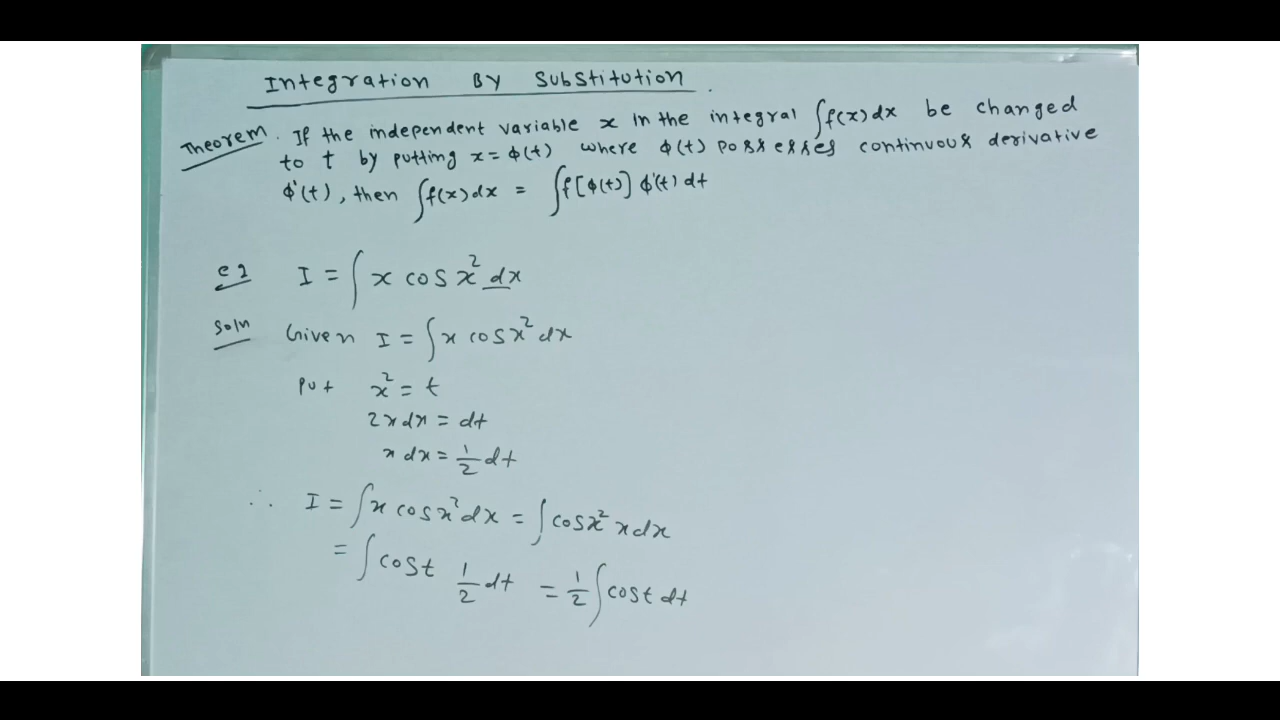 Integration By Substitution.
Theorem. If the independent variable x in the integral ∫f(x)dx be changed
to t by putting x = ϕ(t) where ϕ(t) possesses continuous derivative
ϕ'(t), then ∫f(x)dx = ∫f[ϕ(t)] ϕ'(t) dt
eg I = ∫ x cos x² dx
Soln Given I = ∫ x cos x² dx
Put x² = t
2x dx = dt
x dx = 1/2 dt
∴ I = ∫ x cos x² dx = ∫ cos x² x dx
= ∫ cos t 1/2 dt = 1/2 ∫ cos t dt